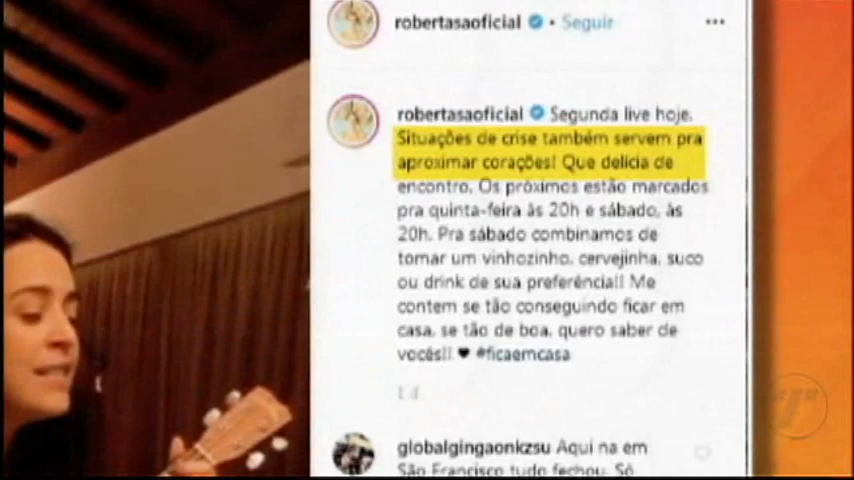 robertasaoficial • Seguir
robertasaoficial Segunda live hoje.
Situações de crise também servem pra
aproximar corações! Que delícia de
encontro. Os próximos estão marcados
pra quinta-feira às 20h e sábado, às
20h. Pra sábado combinamos de
tomar um vinhozinho, cervejinha, suco
ou drink de sua preferência!! Me
contem se tão conseguindo ficar em
casa, se tão de boa, quero saber de
vocês!! ♥ #ficaemcasa
globalgingaonkzsu Aqui na em
São Francisco tudo fechou. Só